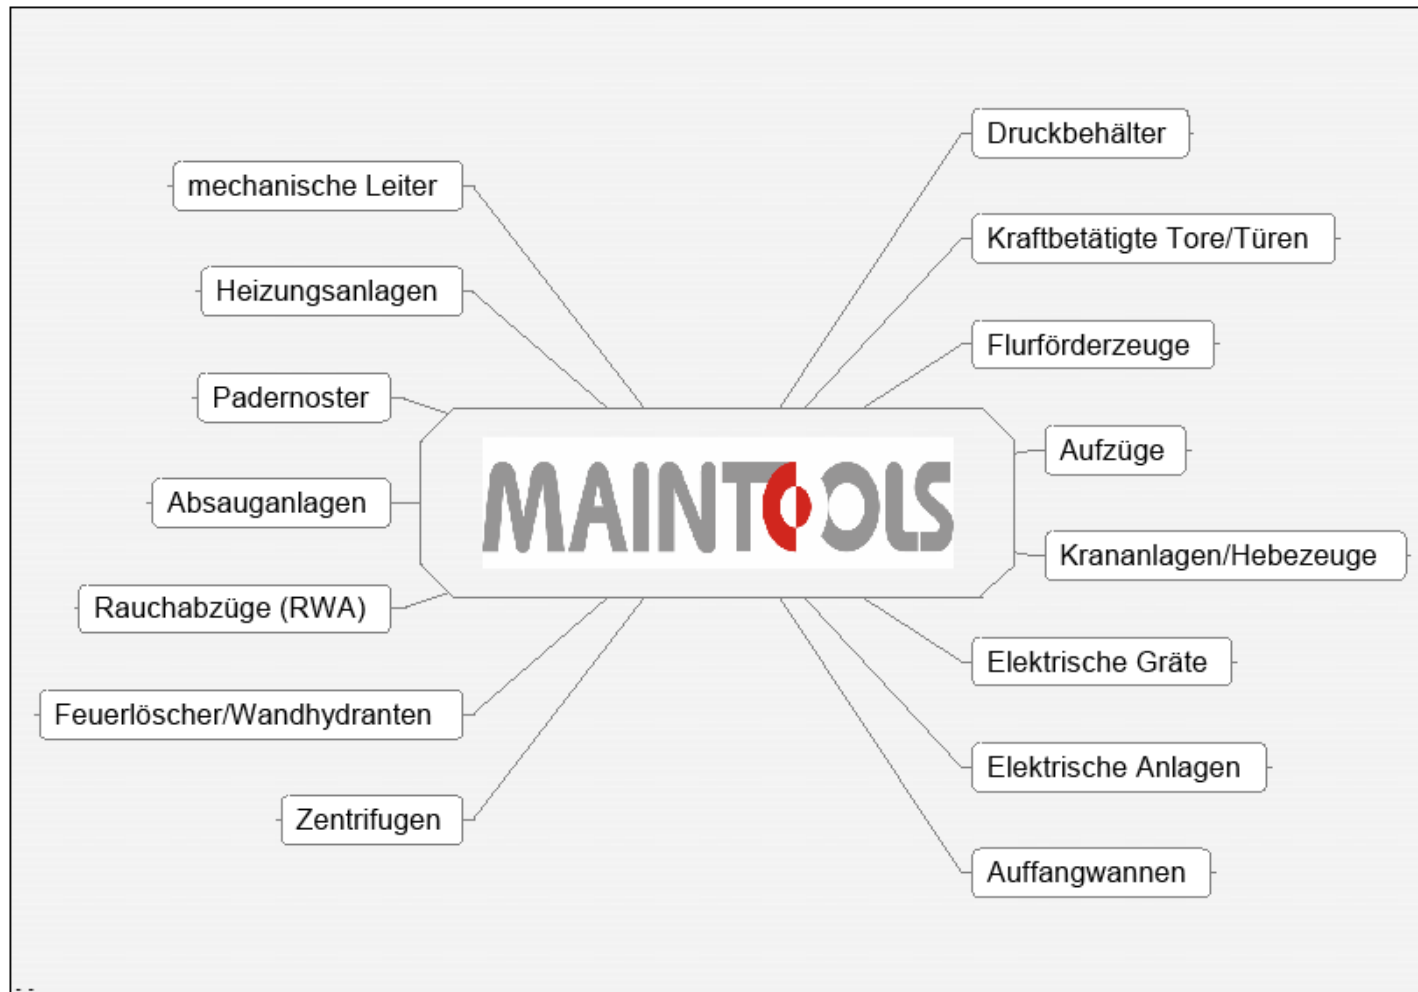 Druckbehälter
mechanische Leiter
Kraftbetätigte Tore/Türen
Heizungsanlagen
Flurförderzeuge
Padernoster
Aufzüge
MAINTOOLS
Absauganlagen
Krananlagen/Hebezeuge
Rauchabzüge (RWA)
Elektrische Gräte
Feuerlöscher/Wandhydranten
Elektrische Anlagen
Zentrifugen
Auffangwannen